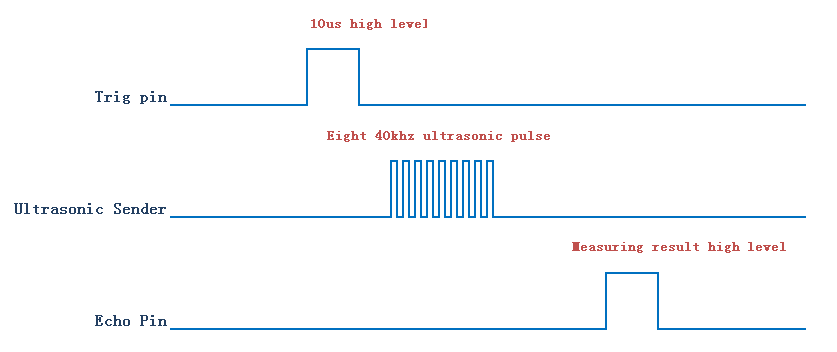 10us high level
Trig pin
Eight 40khz ultrasonic pulse
Ultrasonic Sender
Measuring result high level
Echo Pin